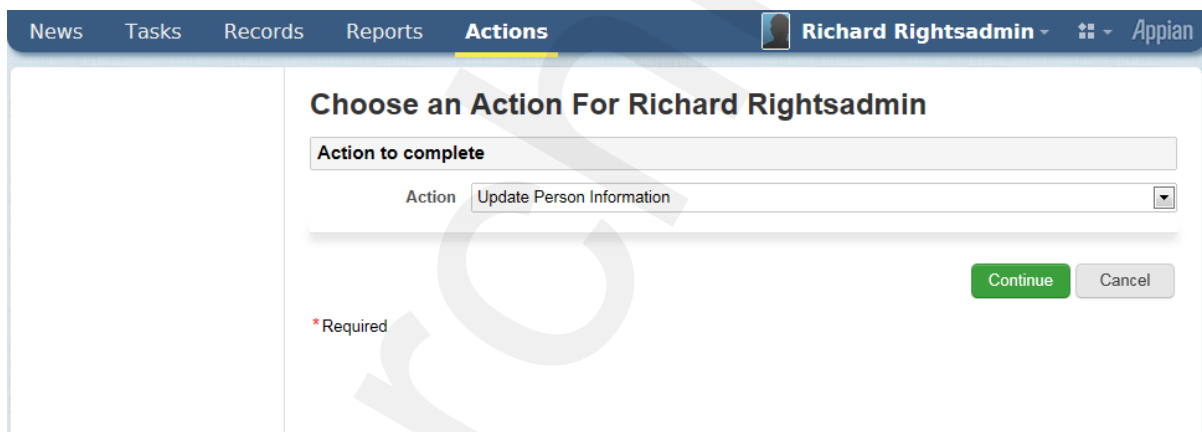 News Tasks Records Reports Actions Richard Rightsadmin Appian
Choose an Action For Richard Rightsadmin
Action to complete
Action Update Person Information
Continue Cancel
*Required